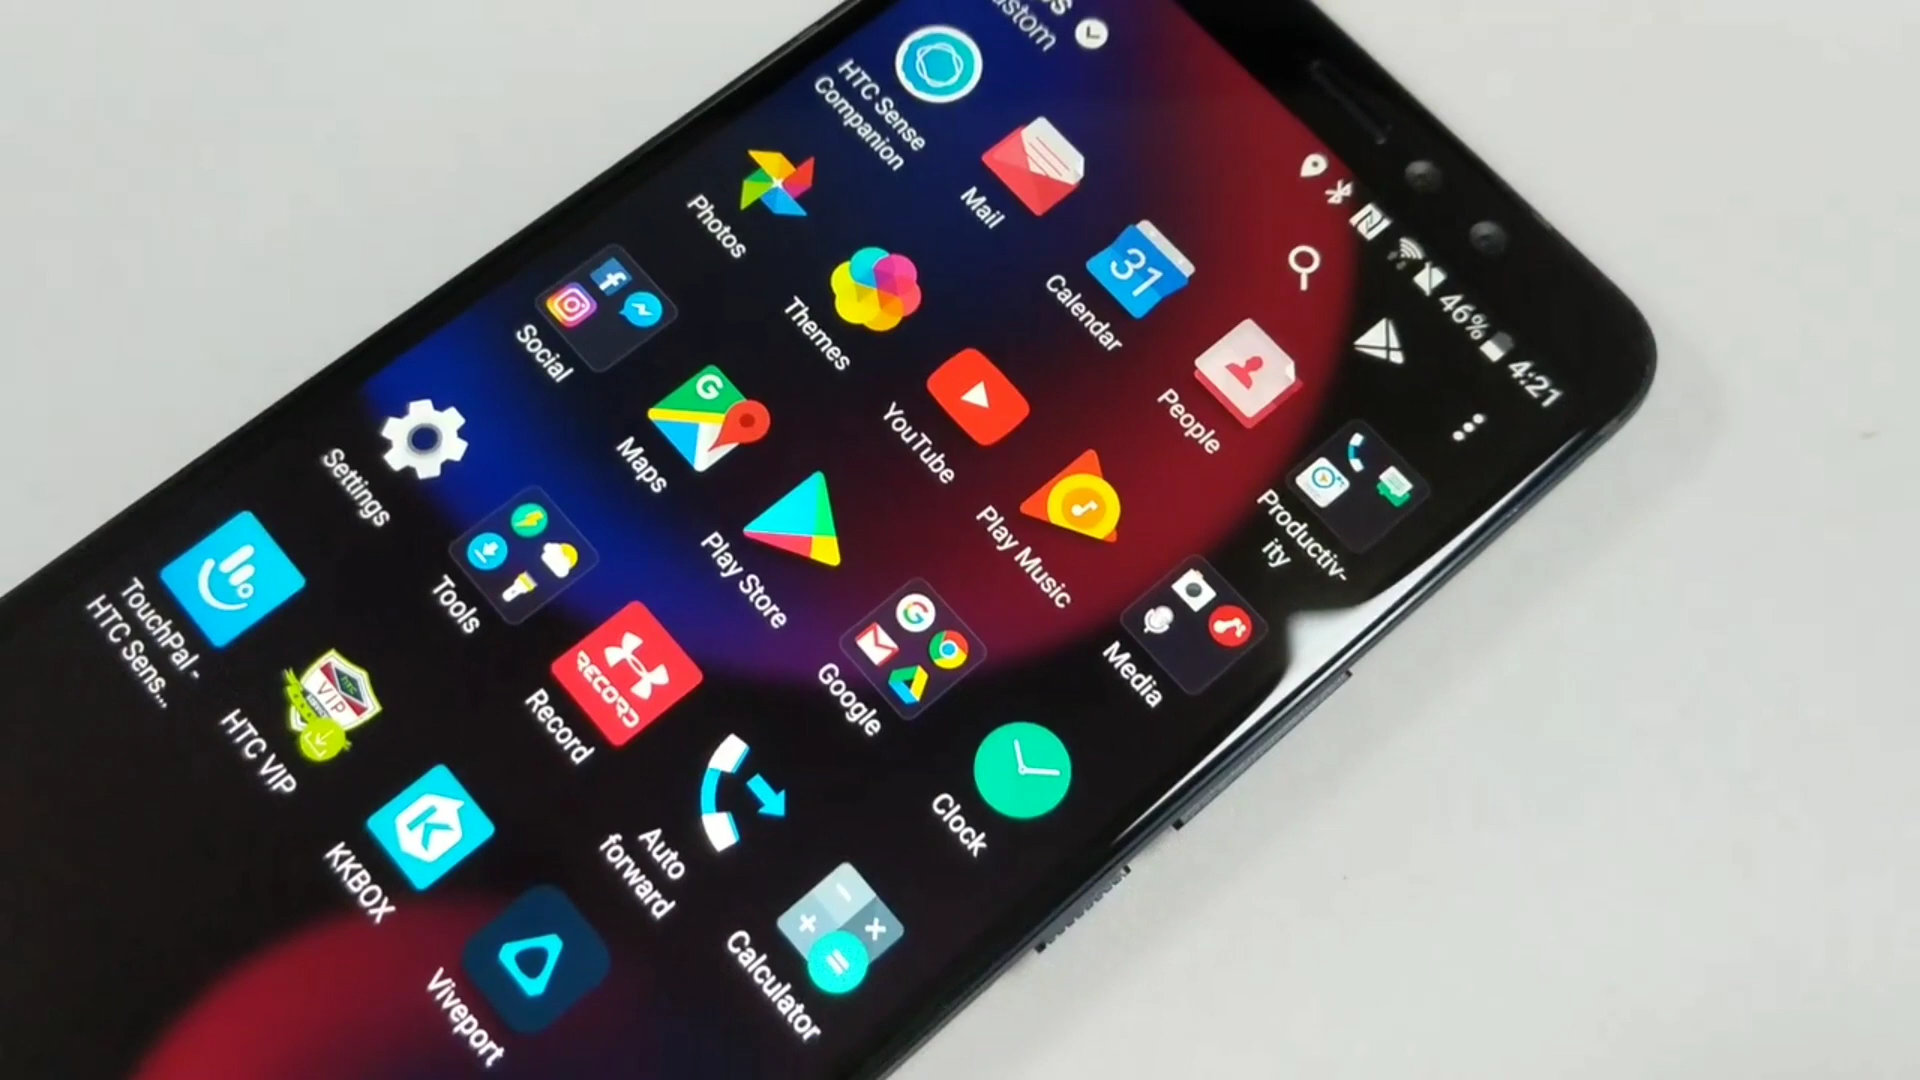 46% 4:21
stom
HTC Sense
Companion
Mail
Calendar
31
People
Productiv-
ity
Photos
Themes
YouTube
Play Music
Media
Social
Maps
G
Play Store
Google
Clock
Settings
Tools
Record
RECORD
Auto
forward
Calculator
TouchPal -
HTC Sens...
HTC VIP
VIP
KKBOX
K
Viveport